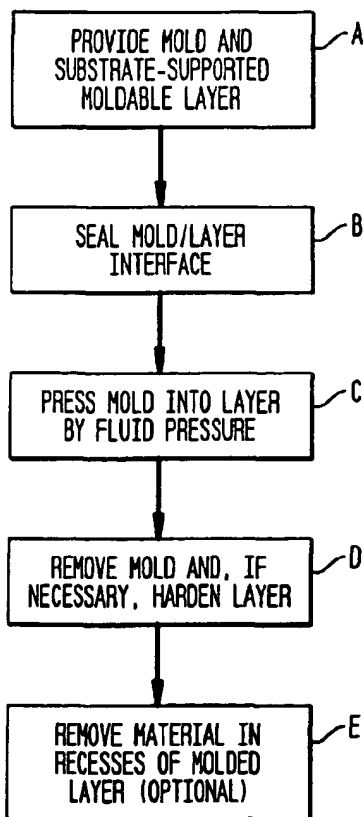 PROVIDE MOLD AND
SUBSTRATE-SUPPORTED
MOLDABLE LAYER
A
SEAL MOLD/LAYER
INTERFACE
B
PRESS MOLD INTO LAYER
BY FLUID PRESSURE
C
REMOVE MOLD AND, IF
NECESSARY, HARDEN LAYER
D
REMOVE MATERIAL IN
RECESSES OF MOLDED
LAYER (OPTIONAL)
E